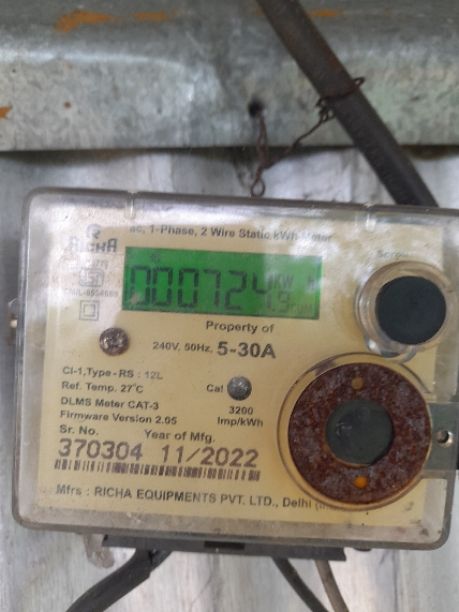 RICHA
ac, 1-Phase, 2 Wire Static kWh Meter
000724.9
Property of
240V, 50Hz, 5-30A
Cl-1,Type - RS : 12L
Ref. Temp. 27°C
Cal
DLMS Meter CAT-3
3200
Firmware Version 2.05
Imp/kWh
Sr. No.
Year of Mfg.
370304 11/2022
Mfrs : RICHA EQUIPMENTS PVT. LTD., Delhi